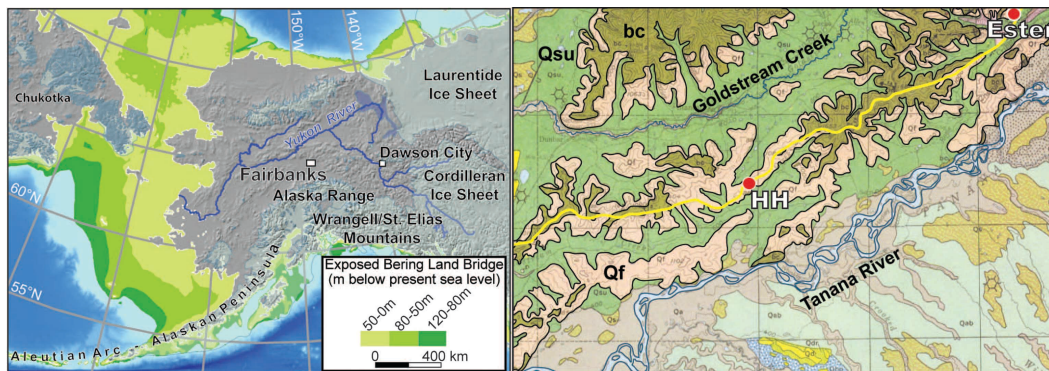 150°W
140°W
Chukotka
Laurentide
Ice Sheet
Yukon River
Dawson City
Fairbanks
Cordilleran
Ice Sheet
Alaska Range
Wrangell/St. Elias
Mountains
60°N
55°N
Aleutian Arc -- Alaskan Peninsula
Exposed Bering Land Bridge
(m below present sea level)
50-0m
80-50m
120-80m
0 400 km
Ester
bc
Qsu
Goldstream Creek
HH
Qf
Tanana River
Qab
Qab